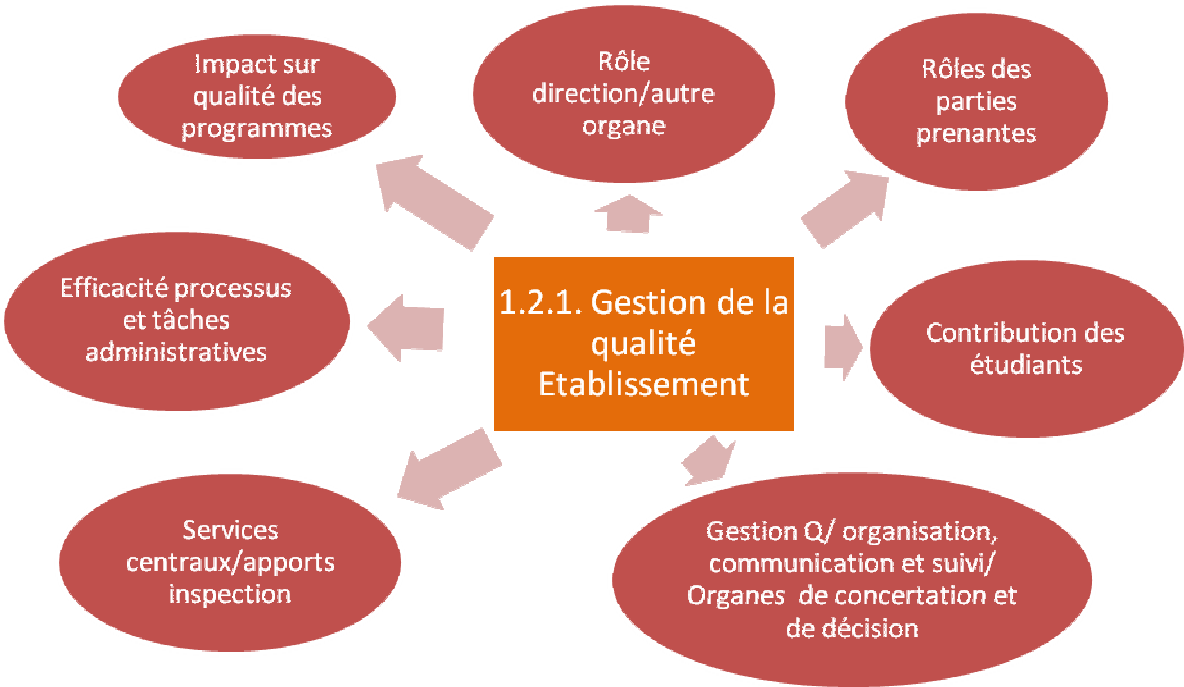 Impact sur
qualité des
programmes
Rôle
direction/autre
organe
Rôles des
parties
prenantes
Efficacité processus
et tâches
administratives
1.2.1. Gestion de la
qualité
Etablissement
Contribution des
étudiants
Services
centraux/apports
inspection
Gestion Q/ organisation,
communication et suivi/
Organes de concertation et
de décision